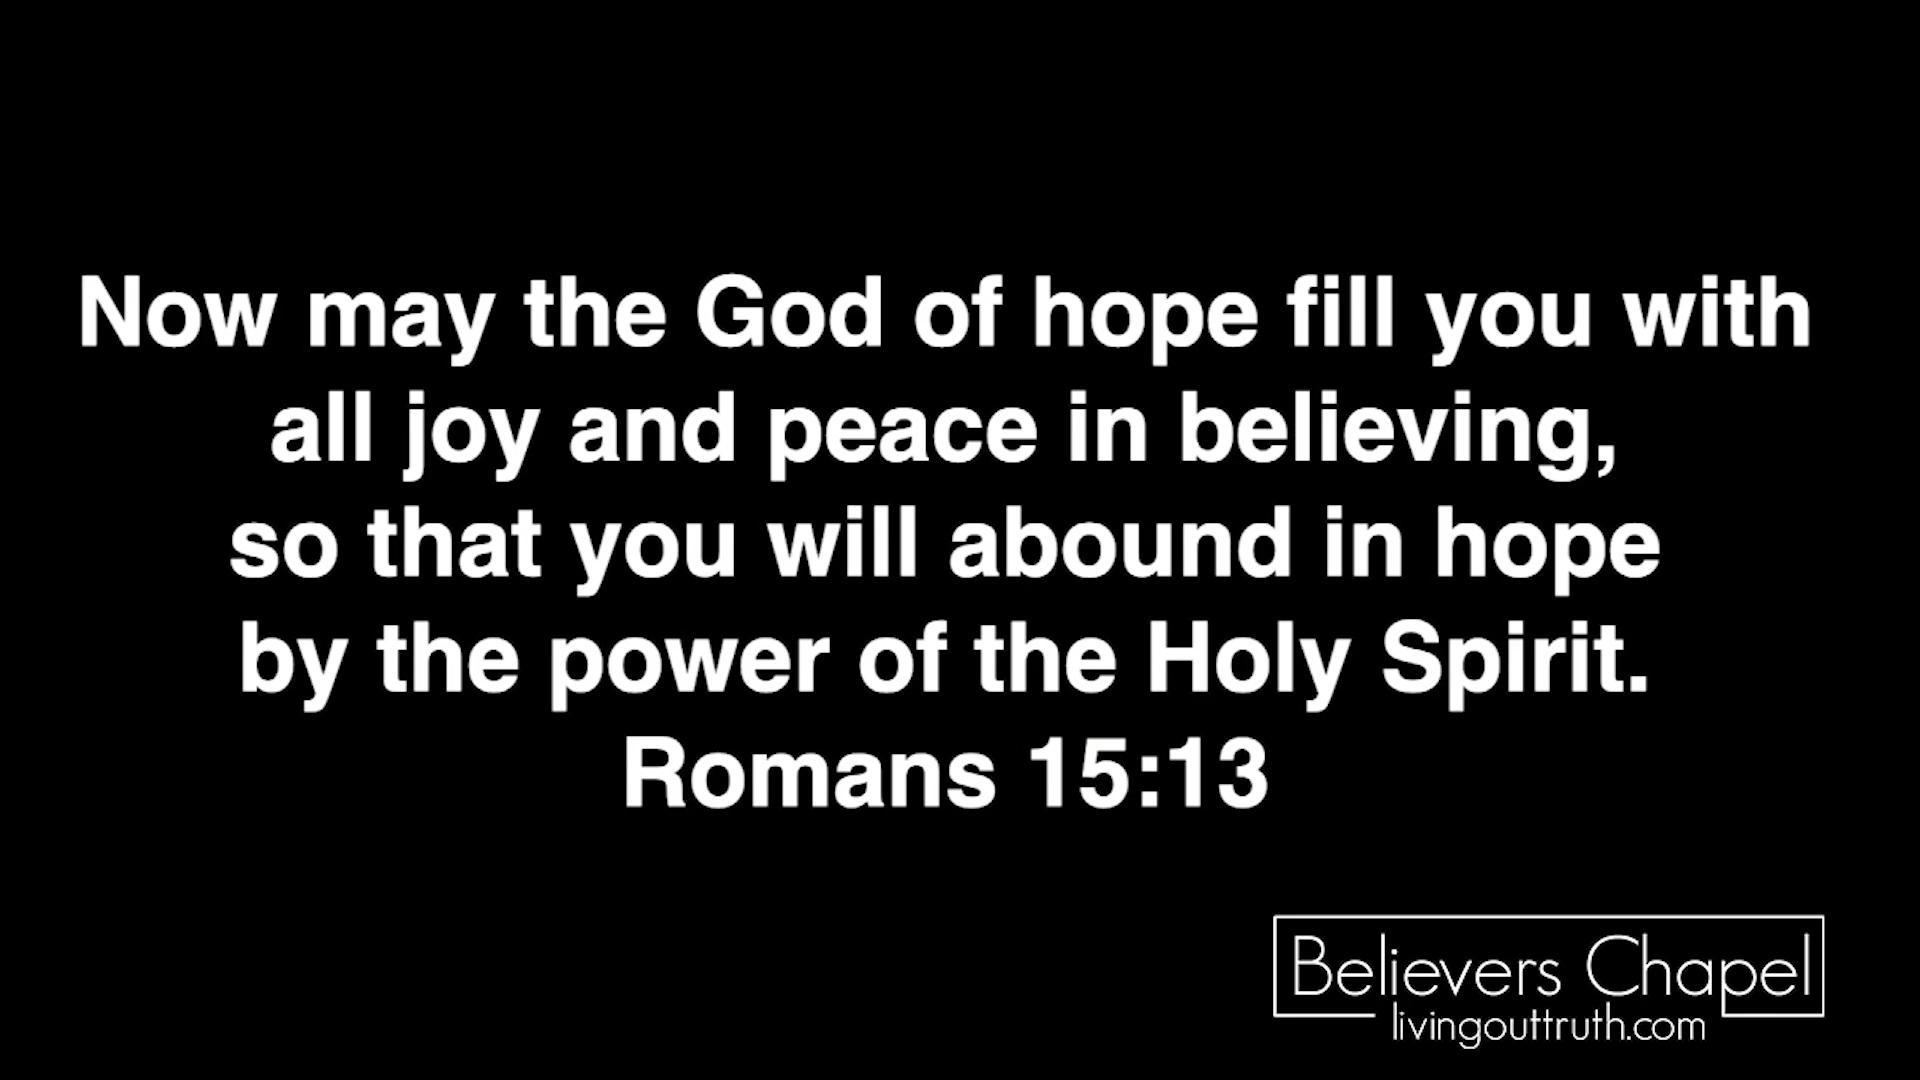 Now may the God of hope fill you with
all joy and peace in believing,
so that you will abound in hope
by the power of the Holy Spirit.
Romans 15:13
Believers Chapel
livingouttruth.com